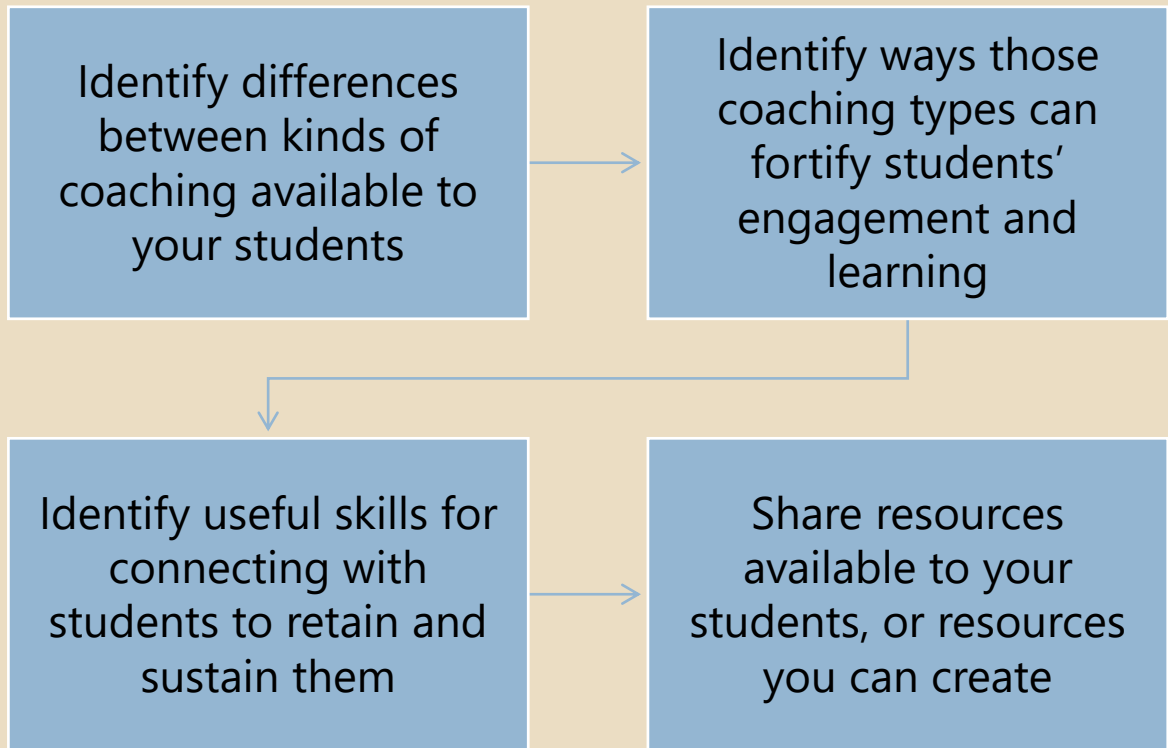 Identify differences
between kinds of
coaching available to
your students
Identify ways those
coaching types can
fortify students’
engagement and
learning
Identify useful skills for
connecting with
students to retain and
sustain them
Share resources
available to your
students, or resources
you can create